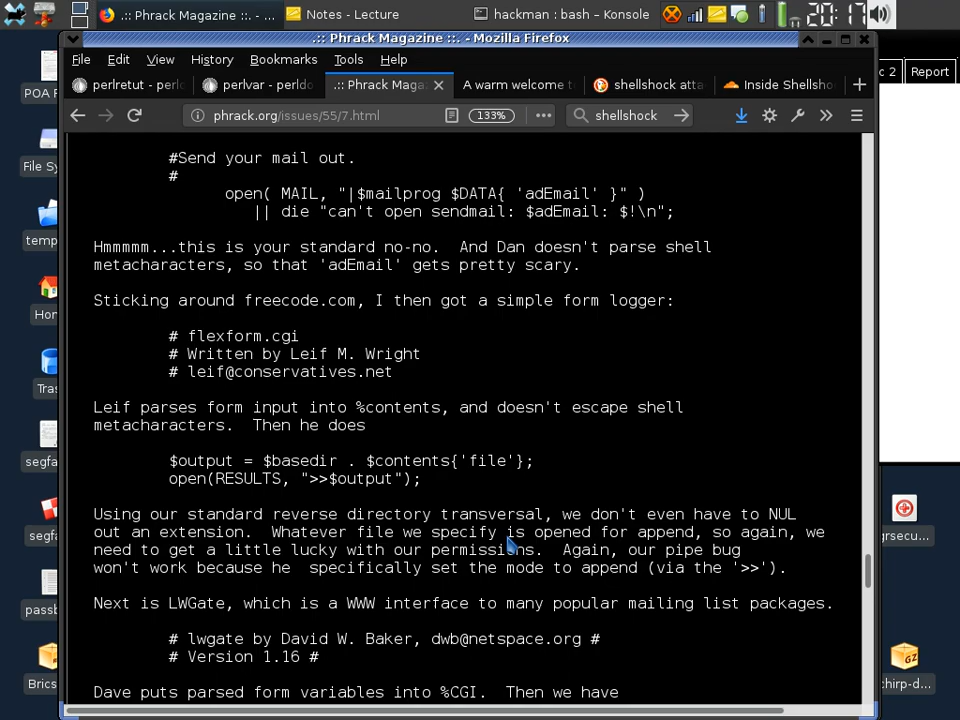 .:: Phrack Magazine ::. - ...
Notes - Lecture
hackman : bash – Konsole
20:17
.:: Phrack Magazine ::. - Mozilla Firefox
File Edit View History Bookmarks Tools Help
c 2
Report
perlretut - perl
perlvar - perldo
.:: Phrack Maga
A warm welcome t
shellshock atta
Inside Shellsho
phrack.org/issues/55/7.html
133%
shellshock
POA F
File Sy
temp
Hor
Tras
segfa
segfa
passb
Brics
grsecur...
chirp-d...
#Send your mail out.
#
open( MAIL, "|$mailprog $DATA{ 'adEmail' }" )
|| die "can't open sendmail: $adEmail: $!\n";
Hmmmmm...this is your standard no-no. And Dan doesn't parse shell
metacharacters, so that 'adEmail' gets pretty scary.
Sticking around freecode.com, I then got a simple form logger:
# flexform.cgi
# Written by Leif M. Wright
# leif@conservatives.net
Leif parses form input into %contents, and doesn't escape shell
metacharacters. Then he does
$output = $basedir . $contents{'file'};
open(RESULTS, ">>$output");
Using our standard reverse directory transversal, we don't even have to NUL
out an extension. Whatever file we specify is opened for append, so again, we
need to get a little lucky with our permissions. Again, our pipe bug
won't work because he specifically set the mode to append (via the '>>').
Next is LWGate, which is a WWW interface to many popular mailing list packages.
# lwgate by David W. Baker, dwb@netspace.org #
# Version 1.16 #
Dave puts parsed form variables into %CGI. Then we have